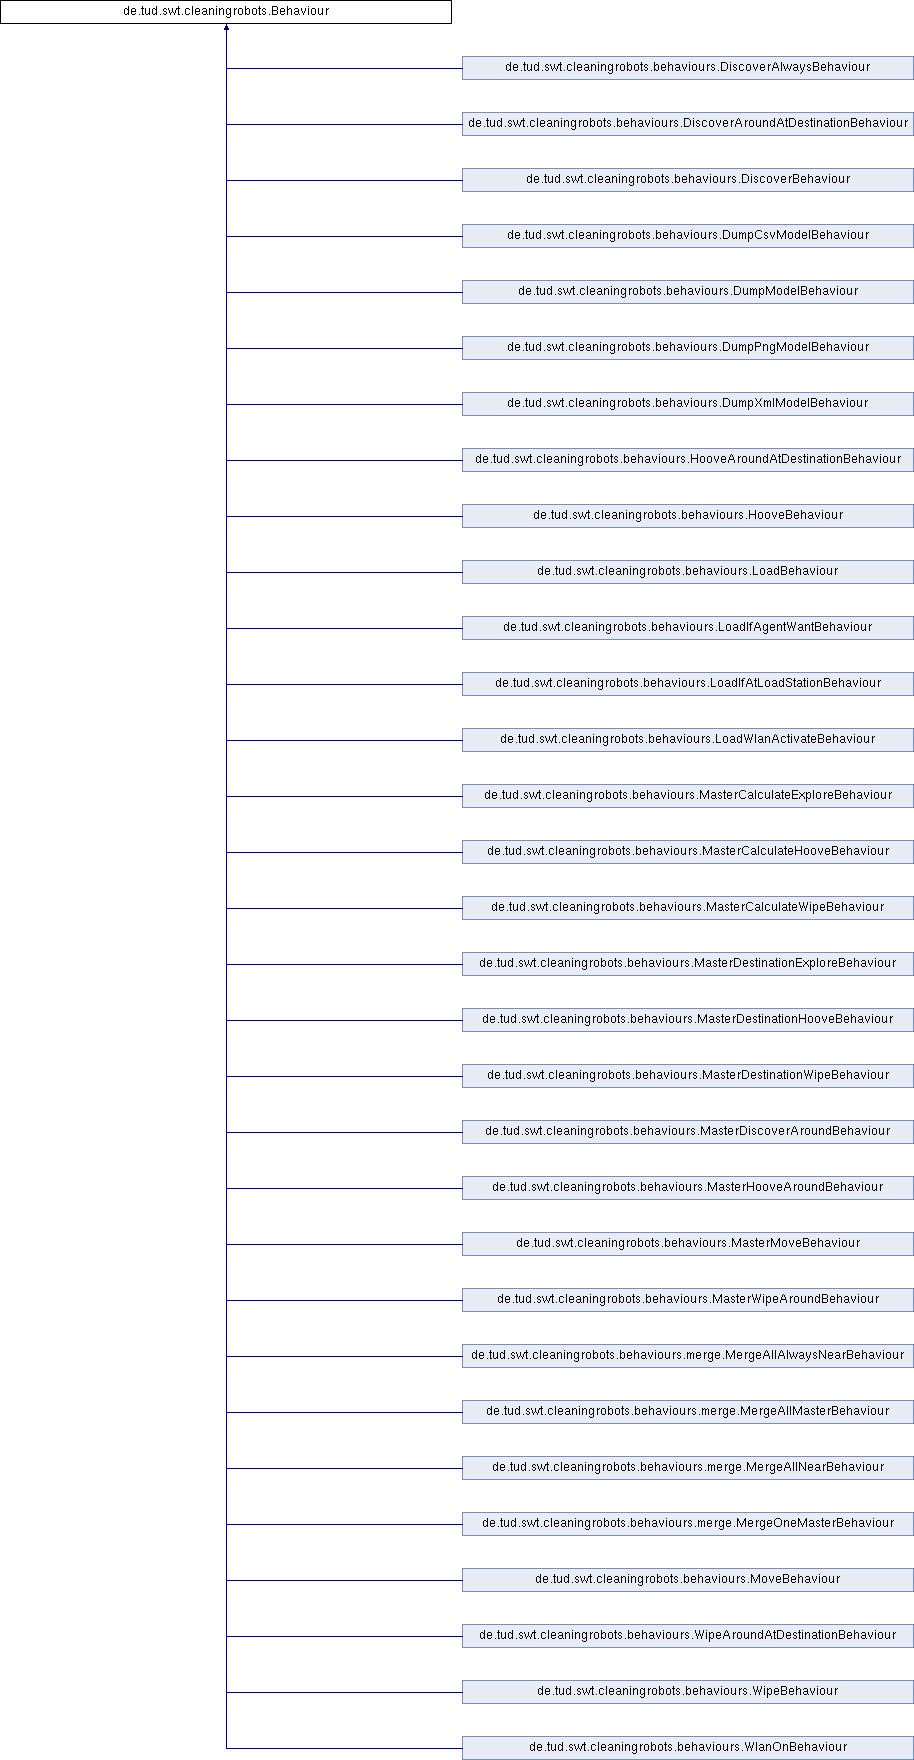 de.tud.swt.cleaningrobots.Behaviour
de.tud.swt.cleaningrobots.behaviours.DiscoverAlwaysBehaviour
de.tud.swt.cleaningrobots.behaviours.DiscoverAroundAtDestinationBehaviour
de.tud.swt.cleaningrobots.behaviours.DiscoverBehaviour
de.tud.swt.cleaningrobots.behaviours.DumpCsvModelBehaviour
de.tud.swt.cleaningrobots.behaviours.DumpModelBehaviour
de.tud.swt.cleaningrobots.behaviours.DumpPngModelBehaviour
de.tud.swt.cleaningrobots.behaviours.DumpXmlModelBehaviour
de.tud.swt.cleaningrobots.behaviours.HooveAroundAtDestinationBehaviour
de.tud.swt.cleaningrobots.behaviours.HooveBehaviour
de.tud.swt.cleaningrobots.behaviours.LoadBehaviour
de.tud.swt.cleaningrobots.behaviours.LoadIfAgentWantBehaviour
de.tud.swt.cleaningrobots.behaviours.LoadIfAtLoadStationBehaviour
de.tud.swt.cleaningrobots.behaviours.LoadWlanActivateBehaviour
de.tud.swt.cleaningrobots.behaviours.MasterCalculateExploreBehaviour
de.tud.swt.cleaningrobots.behaviours.MasterCalculateHooveBehaviour
de.tud.swt.cleaningrobots.behaviours.MasterCalculateWipeBehaviour
de.tud.swt.cleaningrobots.behaviours.MasterDestinationExploreBehaviour
de.tud.swt.cleaningrobots.behaviours.MasterDestinationHooveBehaviour
de.tud.swt.cleaningrobots.behaviours.MasterDestinationWipeBehaviour
de.tud.swt.cleaningrobots.behaviours.MasterDiscoverAroundBehaviour
de.tud.swt.cleaningrobots.behaviours.MasterHooveAroundBehaviour
de.tud.swt.cleaningrobots.behaviours.MasterMoveBehaviour
de.tud.swt.cleaningrobots.behaviours.MasterWipeAroundBehaviour
de.tud.swt.cleaningrobots.behaviours.merge.MergeAllAlwaysNearBehaviour
de.tud.swt.cleaningrobots.behaviours.merge.MergeAllMasterBehaviour
de.tud.swt.cleaningrobots.behaviours.merge.MergeAllNearBehaviour
de.tud.swt.cleaningrobots.behaviours.merge.MergeOneMasterBehaviour
de.tud.swt.cleaningrobots.behaviours.MoveBehaviour
de.tud.swt.cleaningrobots.behaviours.WipeAroundAtDestinationBehaviour
de.tud.swt.cleaningrobots.behaviours.WipeBehaviour
de.tud.swt.cleaningrobots.behaviours.WlanOnBehaviour